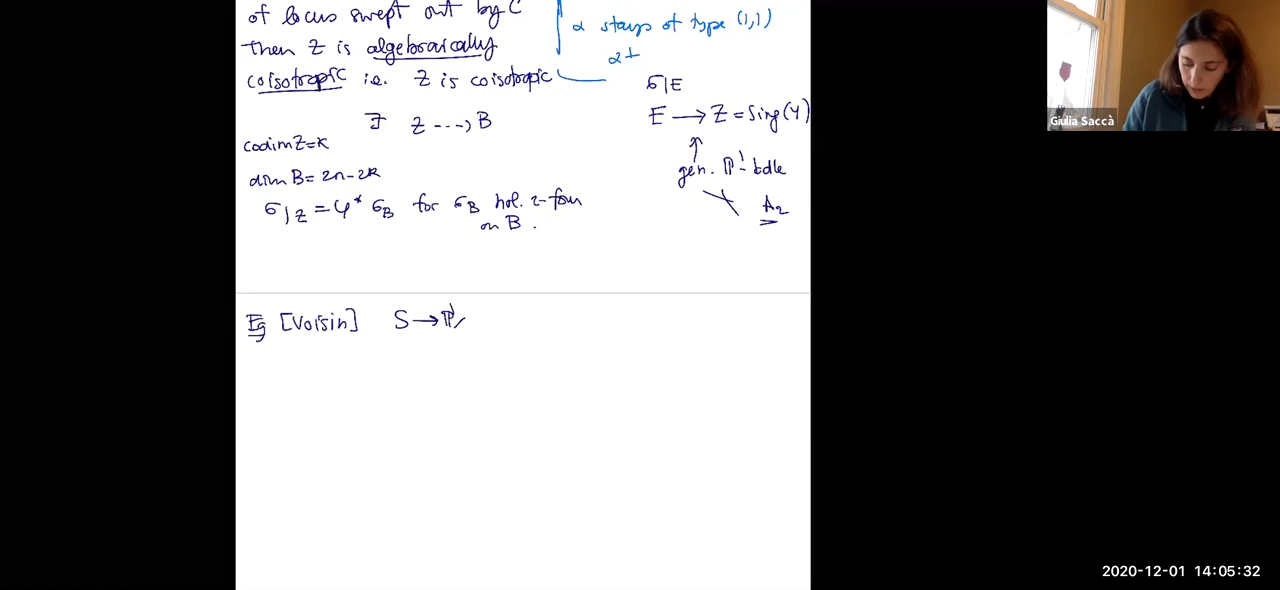 of locus swept out by C
then Z is algebraically
coisotropic i.e. Z is coisotropic
∃ Z ---> B
codim Z = k
dim B = 2n-2k
σ|Z = φ* σB for σB hol. 2-form
on B.
α stays of type (1,1)
α+
σ|E
E → Z = Sing(Y)
gen. P¹-bdle
A2
Eg [Voisin] S → P¹
Giulia Saccà
2020-12-01 14:05:32